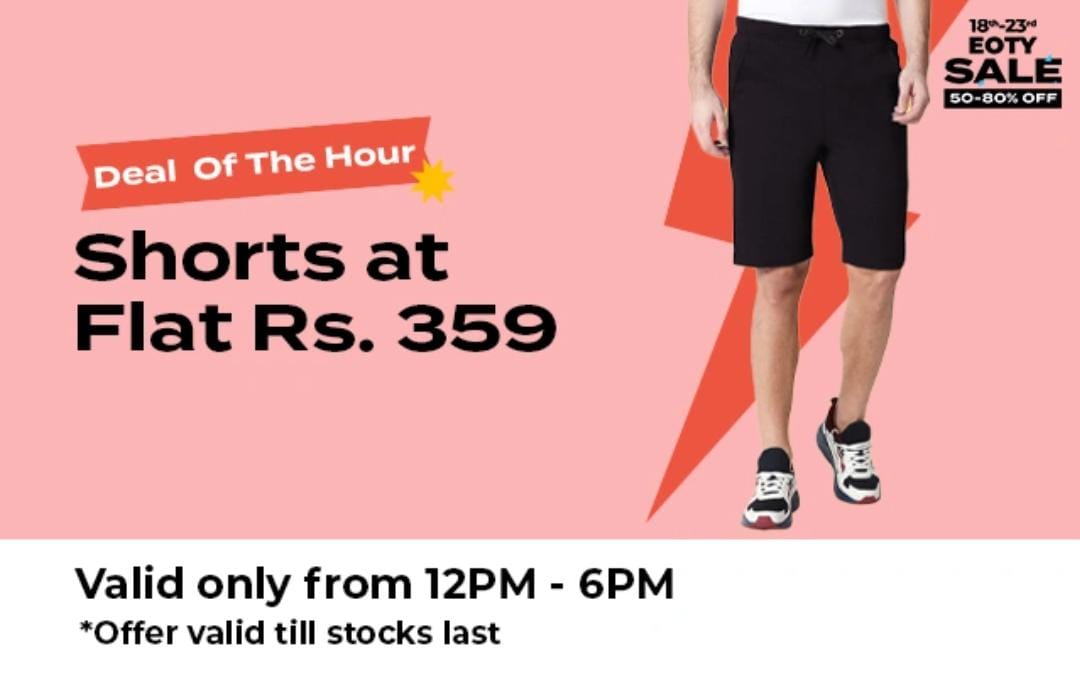 18th-23rd
EOTY
SALE
50-80% OFF
Deal Of The Hour
Shorts at
Flat Rs. 359
Valid only from 12PM - 6PM
*Offer valid till stocks last